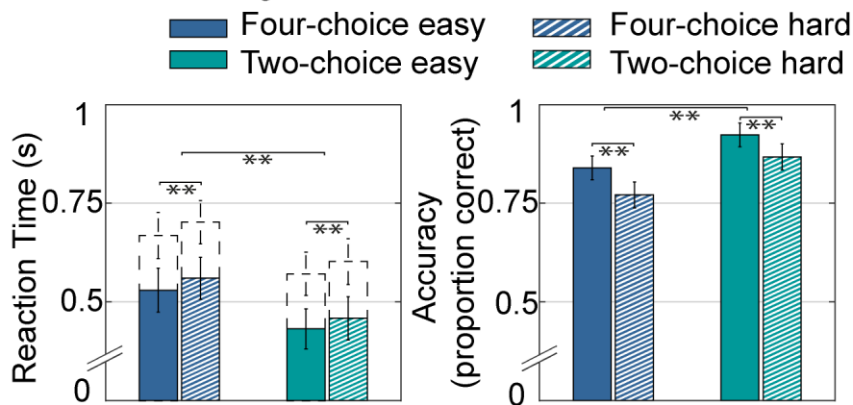 Four-choice easy
Four-choice hard
Two-choice easy
Two-choice hard
Reaction Time (s)
1
0.75
0.5
0
**
**
**
Accuracy
(proportion correct)
1
0.75
0.5
0
**
**
**